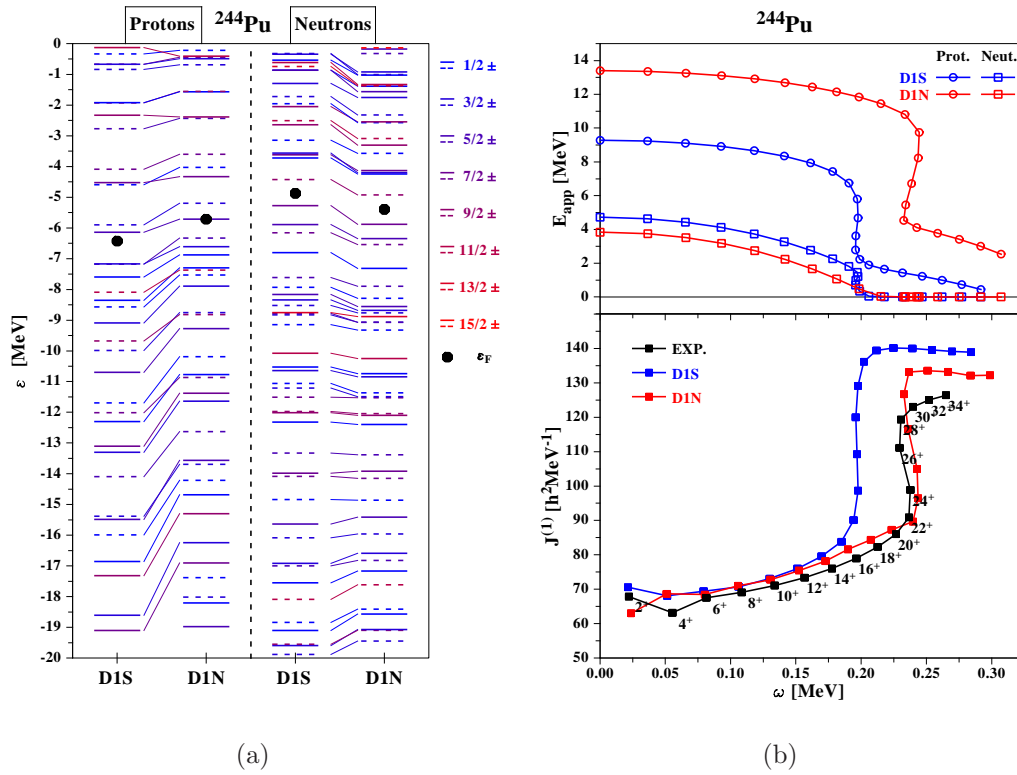 Protons ²⁴⁴Pu Neutrons
0
-1
-2
-3
-4
-5
-6
-7
-8
-9
-10
-11
-12
-13
-14
-15
-16
-17
-18
-19
-20
ε [MeV]
D1S D1N D1S D1N
1/2 ±
3/2 ±
5/2 ±
7/2 ±
9/2 ±
11/2 ±
13/2 ±
15/2 ±
ε_F
(a)
²⁴⁴Pu
Prot. Neut.
D1S
D1N
14
12
10
8
6
4
2
0
E_app [MeV]
EXP.
D1S
D1N
140
130
120
110
100
90
80
70
60
50
J⁽¹⁾ [h²MeV⁻¹]
2⁺ 4⁺ 6⁺ 8⁺ 10⁺ 12⁺ 14⁺ 16⁺ 18⁺ 20⁺ 22⁺ 24⁺ 26⁺ 28⁺ 30⁺ 32⁺ 34⁺
0.00 0.05 0.10 0.15 0.20 0.25 0.30
ω [MeV]
(b)